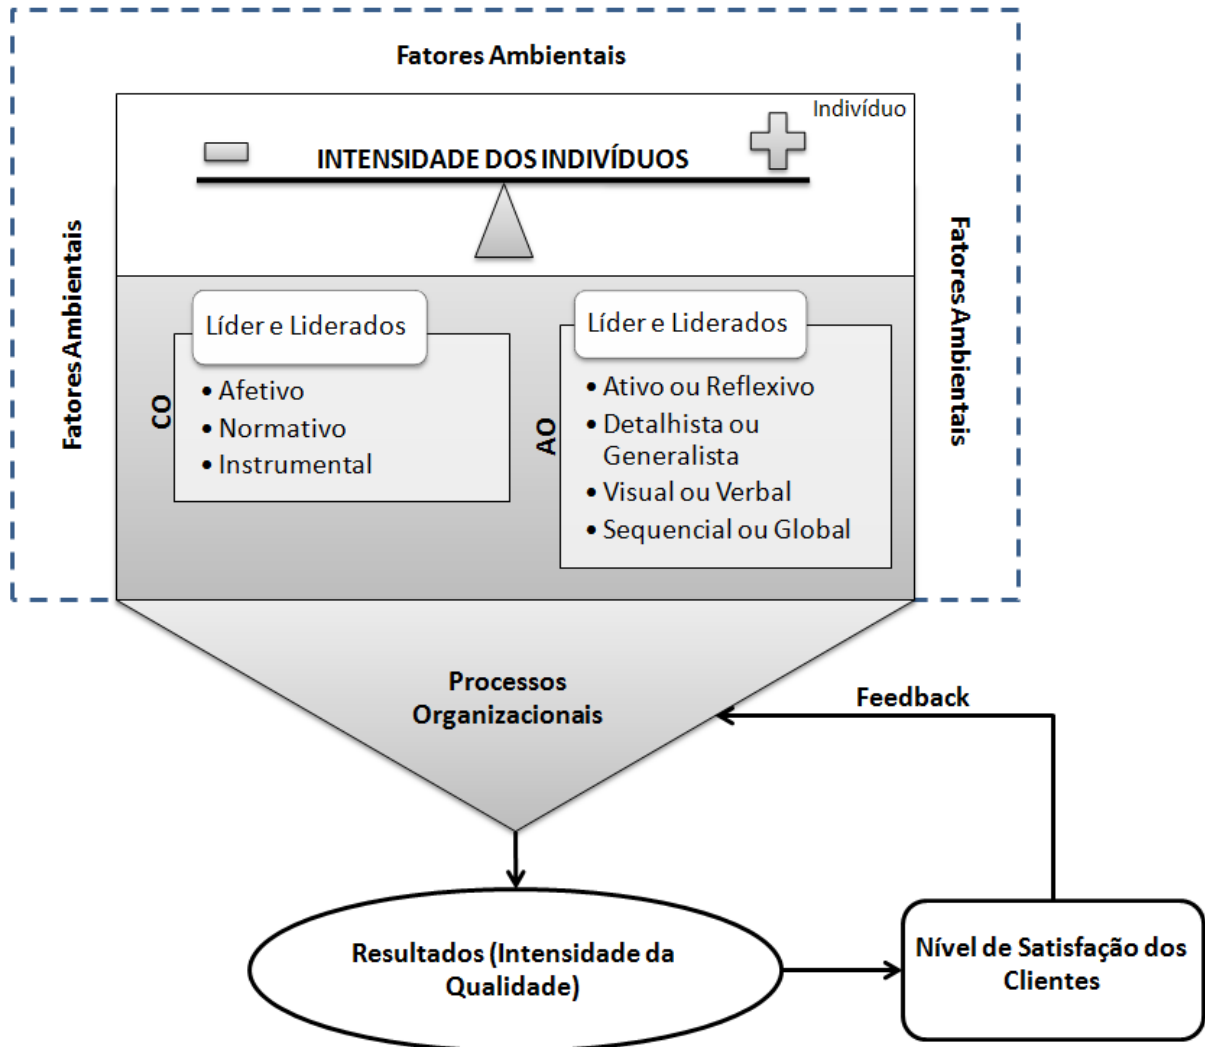 Fatores Ambientais
Indivíduo
INTENSIDADE DOS INDIVÍDUOS
Fatores Ambientais
Fatores Ambientais
Líder e Liderados
CO
• Afetivo
• Normativo
• Instrumental
Líder e Liderados
AO
• Ativo ou Reflexivo
• Detalhista ou
Generalista
• Visual ou Verbal
• Sequencial ou Global
Processos
Organizacionais
Feedback
Resultados (Intensidade da
Qualidade)
Nível de Satisfação dos
Clientes